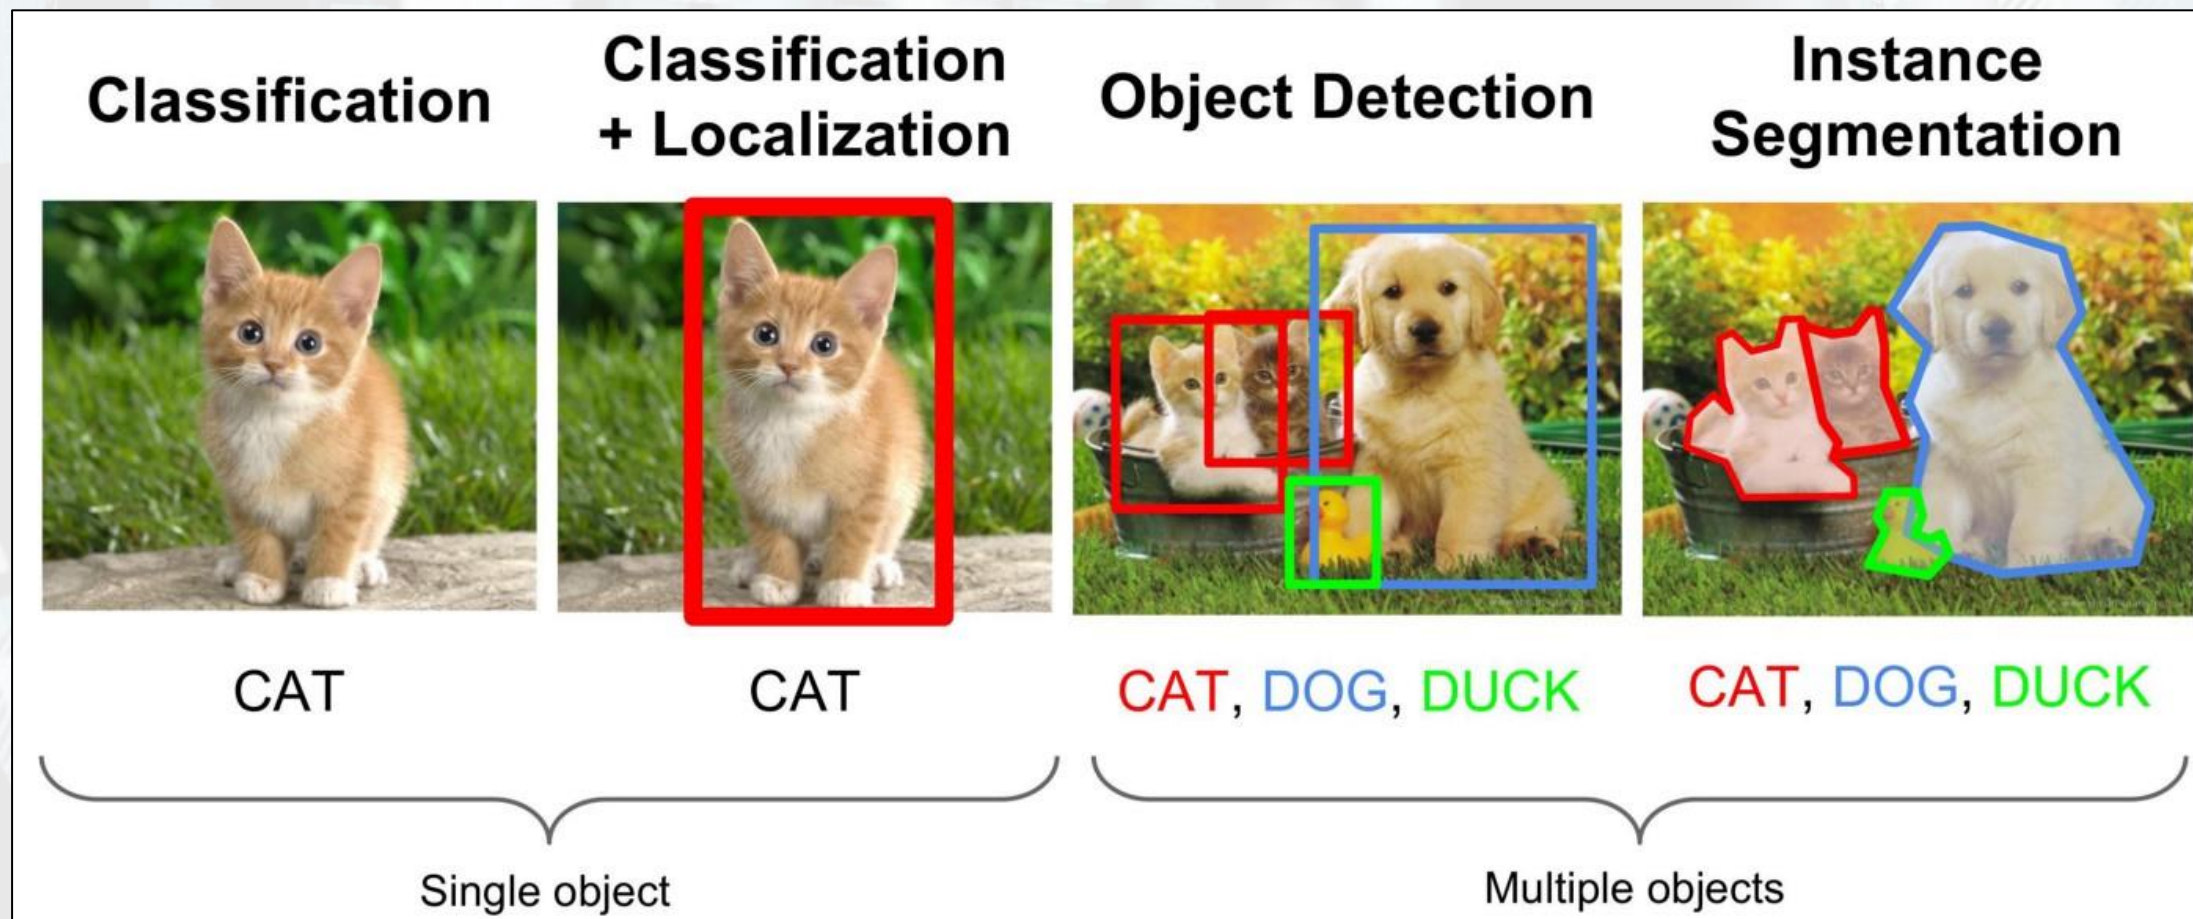 Classification
Classification
+ Localization
Object Detection
Instance
Segmentation
CAT
CAT
CAT, DOG, DUCK
CAT, DOG, DUCK
Single object
Multiple objects